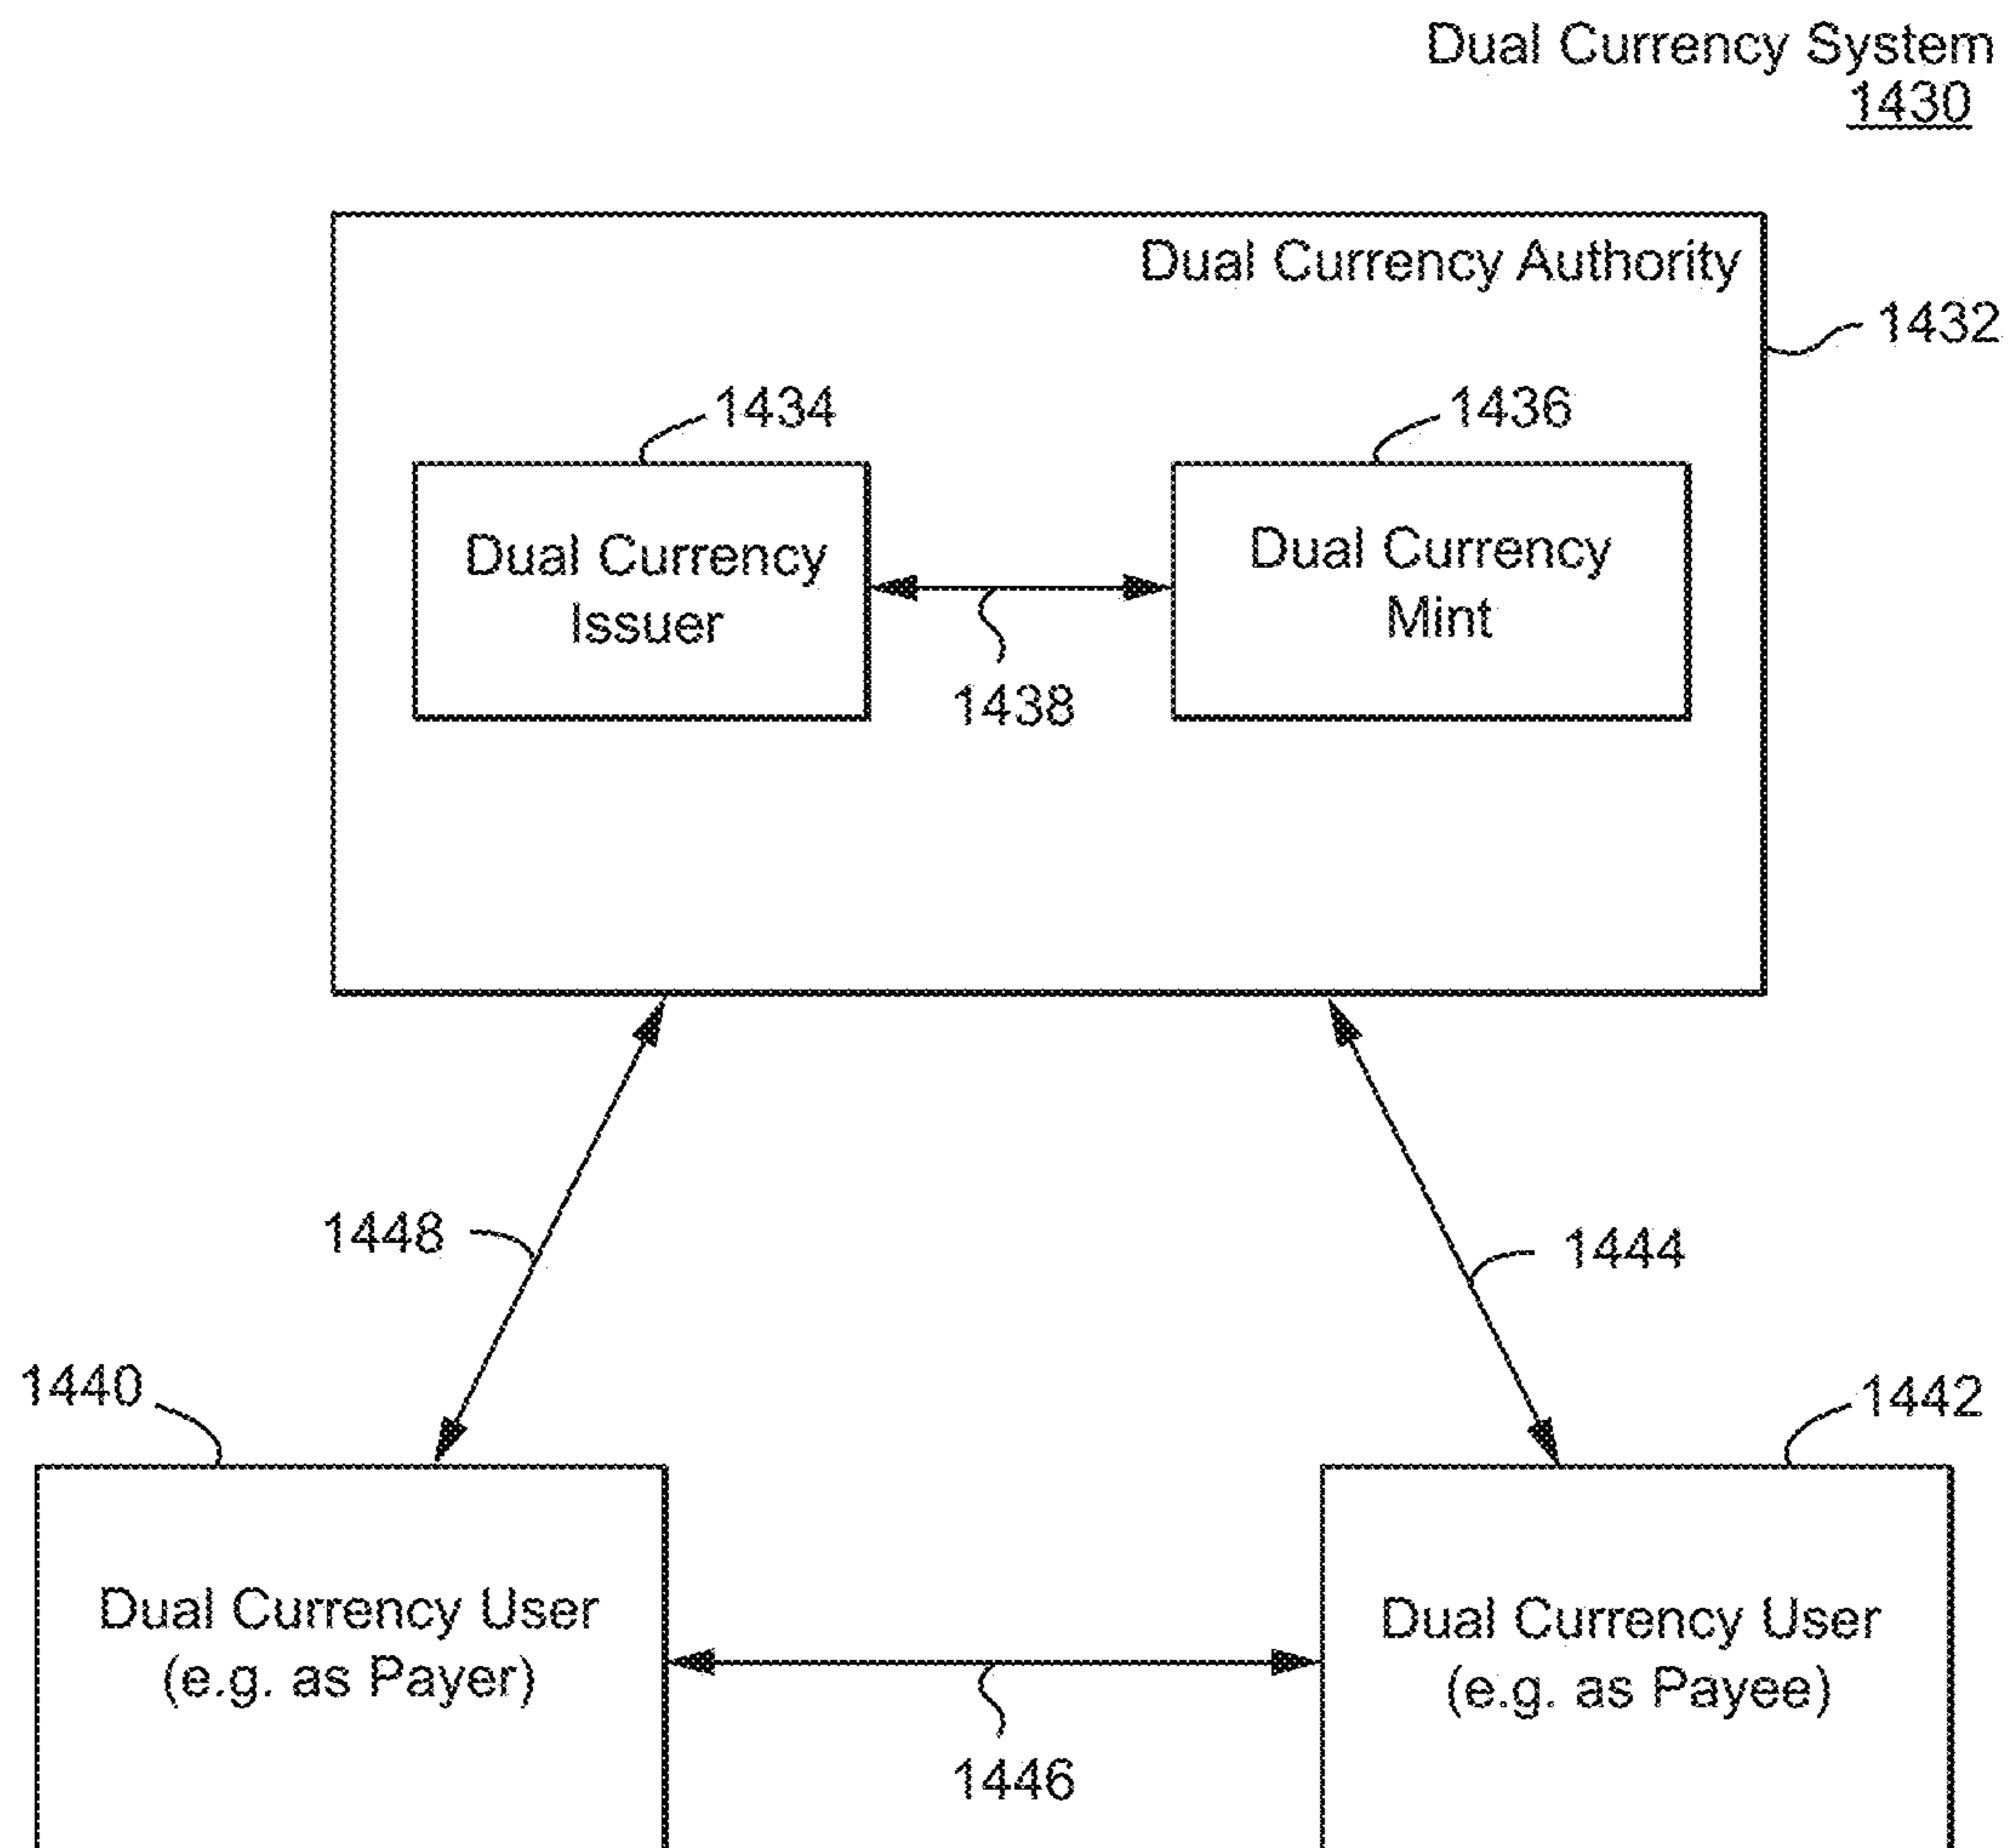 Dual Currency System
1430
Dual Currency Authority
1432
1434
1436
Dual Currency
Issuer
Dual Currency
Mint
1438
1448
1444
1440
1442
Dual Currency User
(e.g. as Payer)
Dual Currency User
(e.g. as Payee)
1446